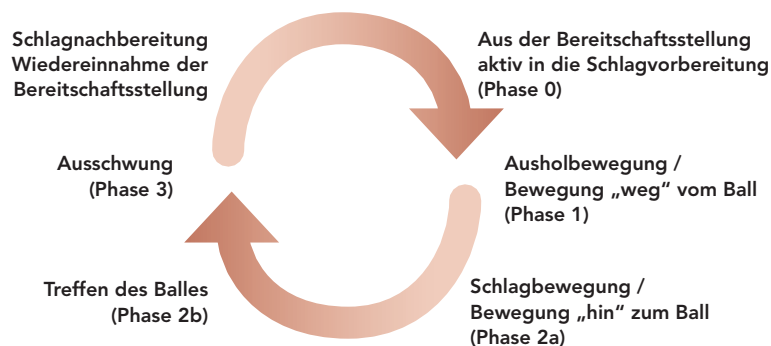 Schlagnachbereitung
Wiedereinnahme der
Bereitschaftsstellung
Aus der Bereitschaftsstellung
aktiv in die Schlagvorbereitung
(Phase 0)
Ausschwung
(Phase 3)
Ausholbewegung /
Bewegung „weg“ vom Ball
(Phase 1)
Treffen des Balles
(Phase 2b)
Schlagbewegung /
Bewegung „hin“ zum Ball
(Phase 2a)